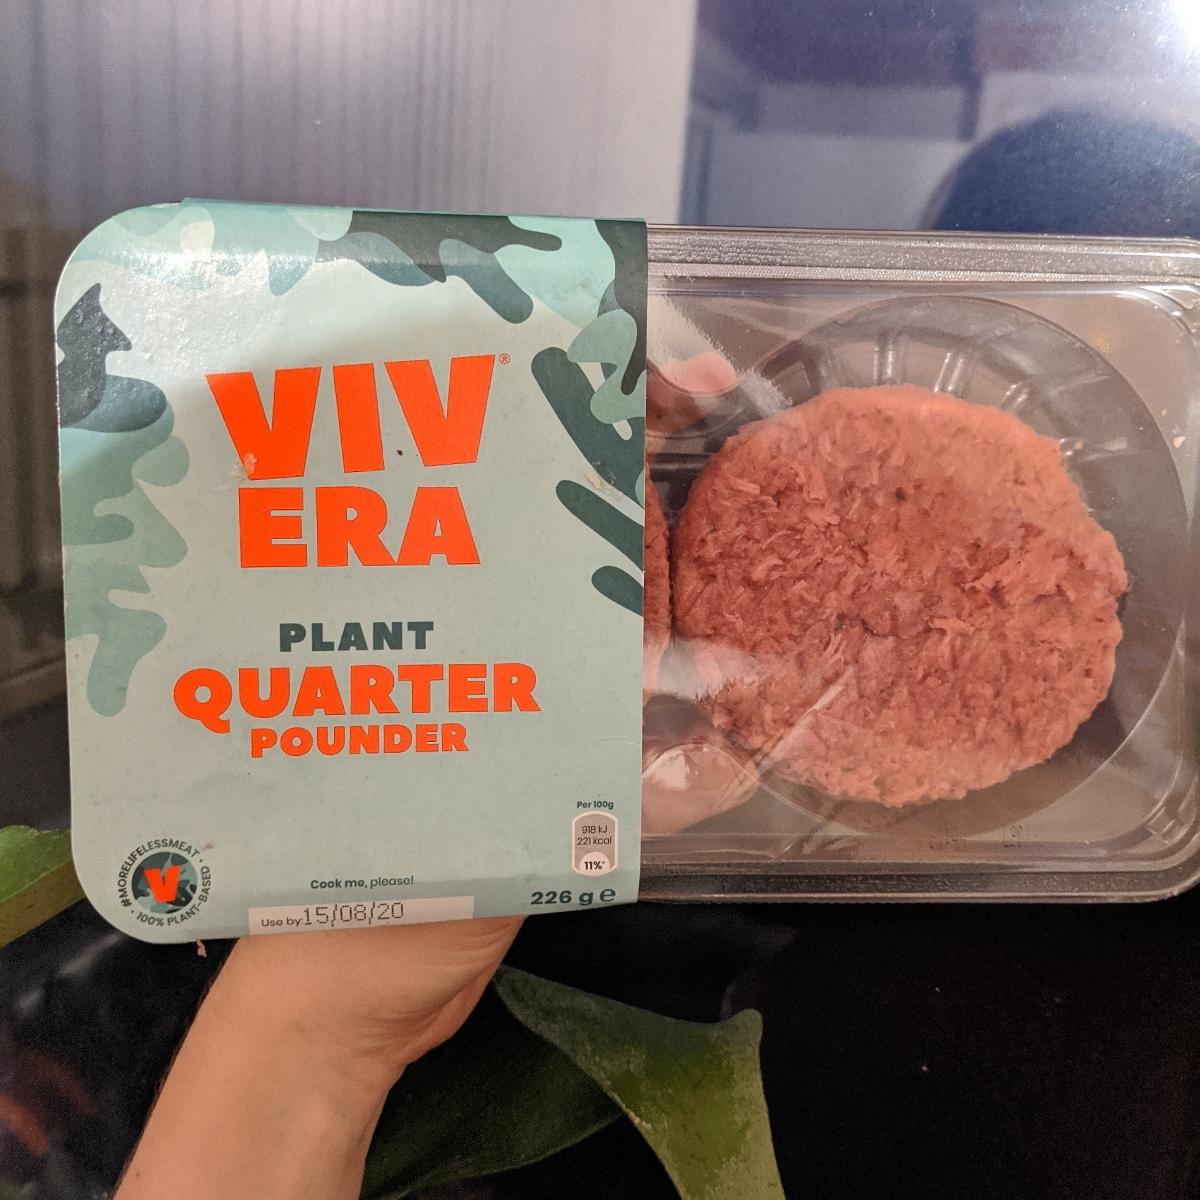 VIV®
ERA
PLANT
QUARTER
POUNDER
Per 100g
918 kJ
221 kcal
11%*
#MORELIFELESSMEAT • 100% PLANT-BASED •
V
Cook me, please!
226 g ℮
Use by: 15/08/20